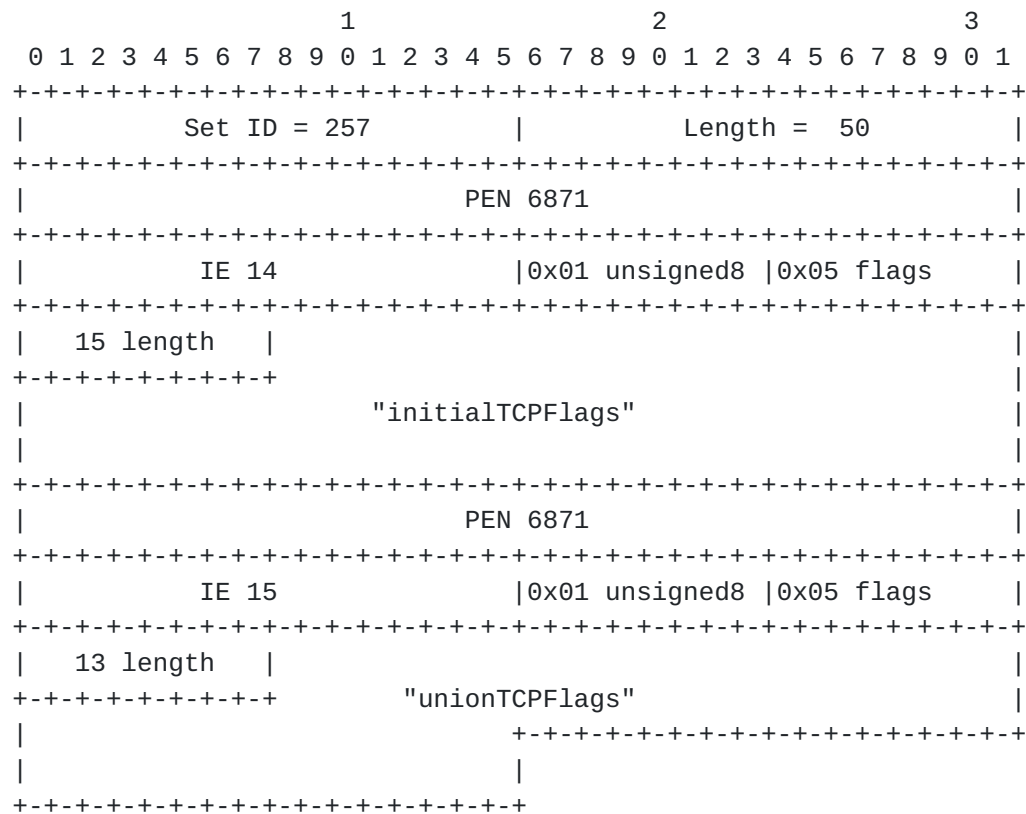 1                   2                   3
 0 1 2 3 4 5 6 7 8 9 0 1 2 3 4 5 6 7 8 9 0 1 2 3 4 5 6 7 8 9 0 1
+-+-+-+-+-+-+-+-+-+-+-+-+-+-+-+-+-+-+-+-+-+-+-+-+-+-+-+-+-+-+-+-+
|          Set ID = 257         |          Length =  50         |
+-+-+-+-+-+-+-+-+-+-+-+-+-+-+-+-+-+-+-+-+-+-+-+-+-+-+-+-+-+-+-+-+
|                            PEN 6871                           |
+-+-+-+-+-+-+-+-+-+-+-+-+-+-+-+-+-+-+-+-+-+-+-+-+-+-+-+-+-+-+-+-+
|           IE 14               |0x01 unsigned8 |0x05 flags     |
+-+-+-+-+-+-+-+-+-+-+-+-+-+-+-+-+-+-+-+-+-+-+-+-+-+-+-+-+-+-+-+-+
|   15 length   |                                               |
+-+-+-+-+-+-+-+-+                                               |
|                      "initialTCPFlags"                        |
|                                                               |
+-+-+-+-+-+-+-+-+-+-+-+-+-+-+-+-+-+-+-+-+-+-+-+-+-+-+-+-+-+-+-+-+
|                            PEN 6871                           |
+-+-+-+-+-+-+-+-+-+-+-+-+-+-+-+-+-+-+-+-+-+-+-+-+-+-+-+-+-+-+-+-+
|           IE 15               |0x01 unsigned8 |0x05 flags     |
+-+-+-+-+-+-+-+-+-+-+-+-+-+-+-+-+-+-+-+-+-+-+-+-+-+-+-+-+-+-+-+-+
|   13 length   |                                               |
+-+-+-+-+-+-+-+-+        "unionTCPFlags"                        |
|                               +-+-+-+-+-+-+-+-+-+-+-+-+-+-+-+-+
|                               |
+-+-+-+-+-+-+-+-+-+-+-+-+-+-+-+-+